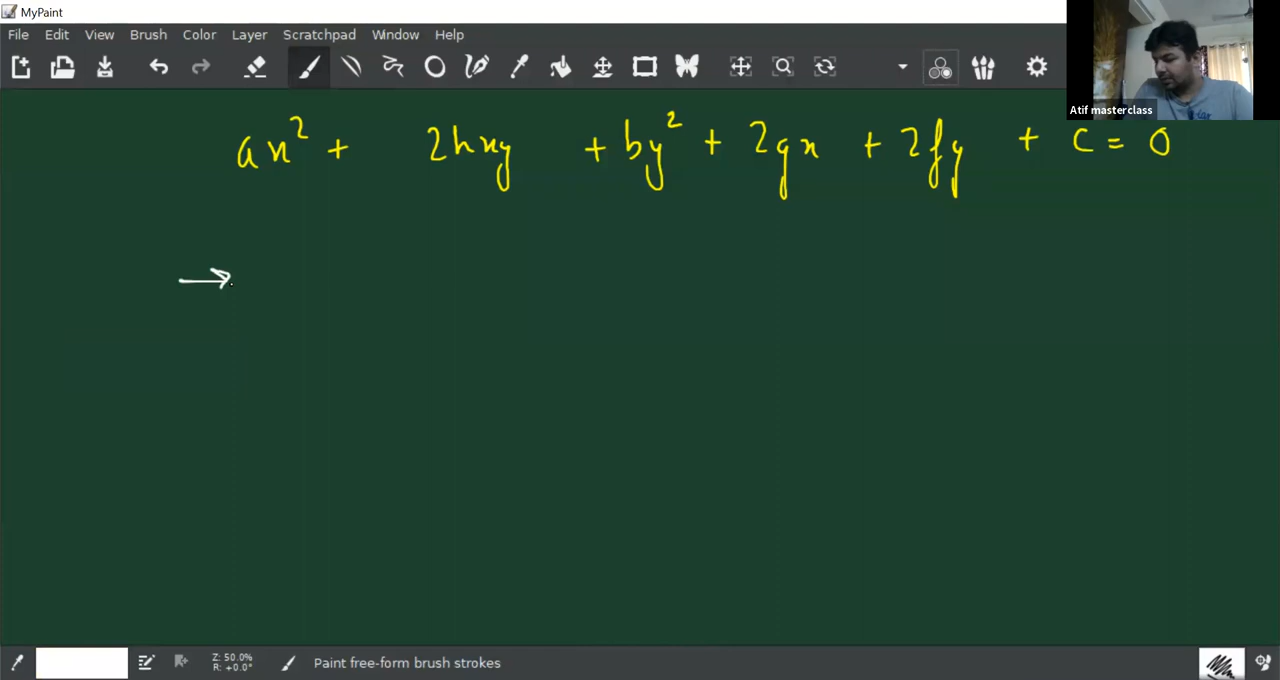 MyPaint
File Edit View Brush Color Layer Scratchpad Window Help
Atif masterclass
ax² + 2hxy + by² + 2gx + 2fy + c = 0
→
Z: 50.0%
R: +0.0°
Paint free-form brush strokes